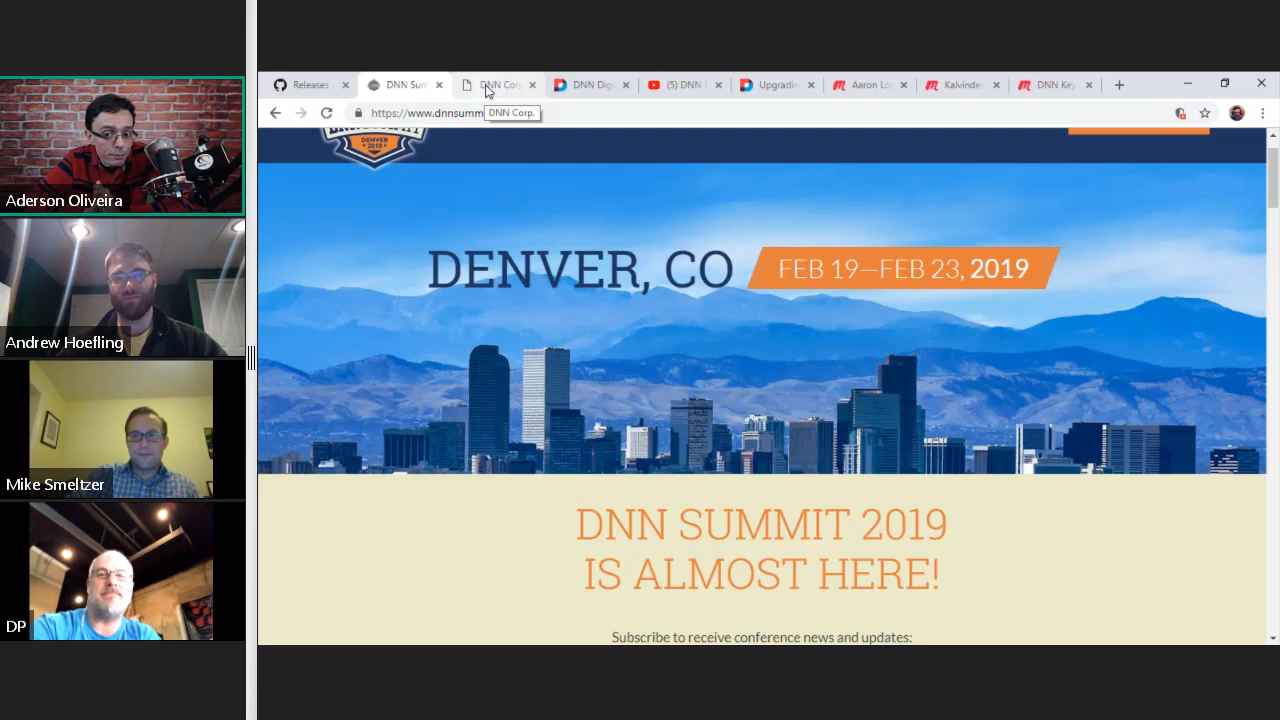 Aderson Oliveira
Andrew Hoefling
Mike Smeltzer
DP
Releases
DNN Sum
DNN Cor
DNN Dig
(5) DNN
Upgradin
Aaron Lo
Kalvinde
DNN Key
https://www.dnnsumm
DNN Corp.
DENVER
DENVER, CO
FEB 19—FEB 23, 2019
DNN SUMMIT 2019
IS ALMOST HERE!
Subscribe to receive conference news and updates: